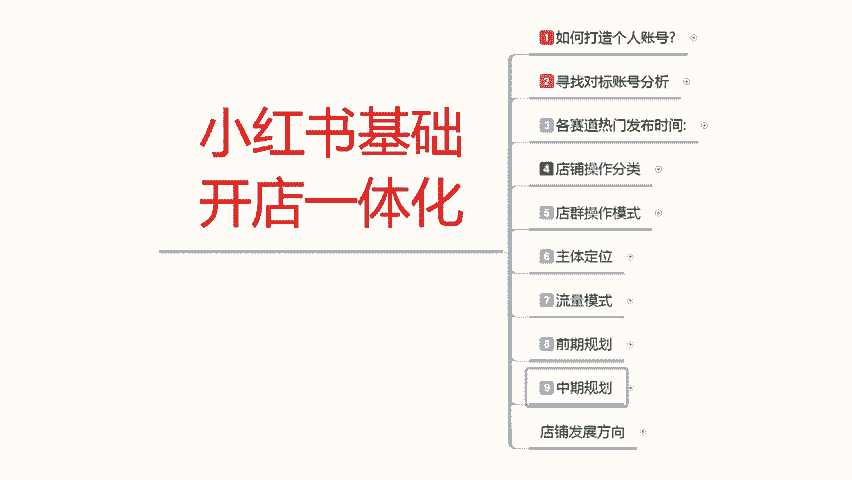 小红书基础
开店一体化
1 如何打造个人账号?
2 寻找对标账号分析
3 各赛道热门发布时间:
4 店铺操作分类
5 店群操作模式
6 主体定位
7 流量模式
8 前期规划
9 中期规划
店铺发展方向